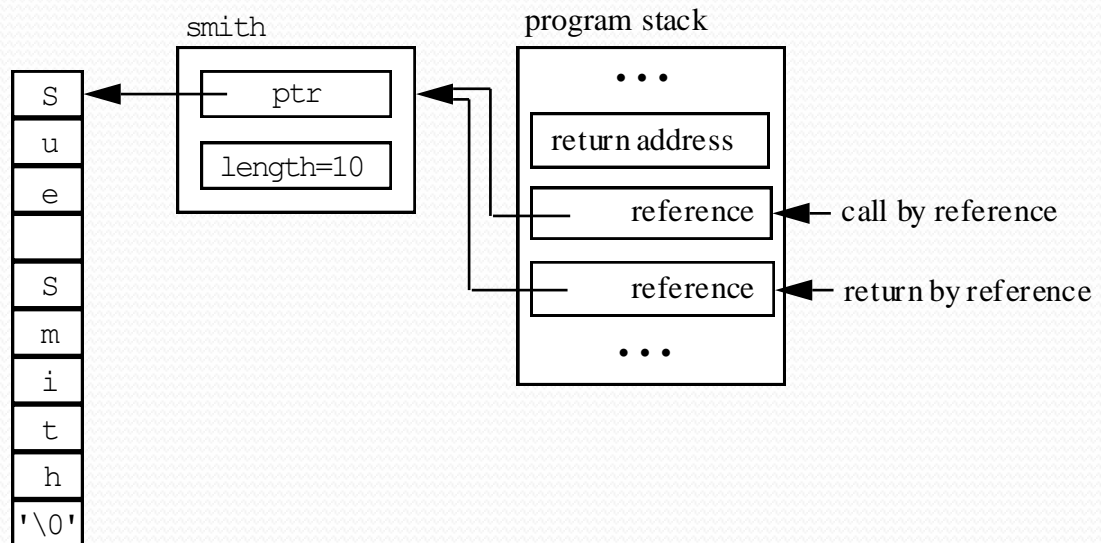 smith
program stack
S
u
e
S
m
i
t
h
'\0'
ptr
length=10
...
return address
reference
call by reference
reference
return by reference
...